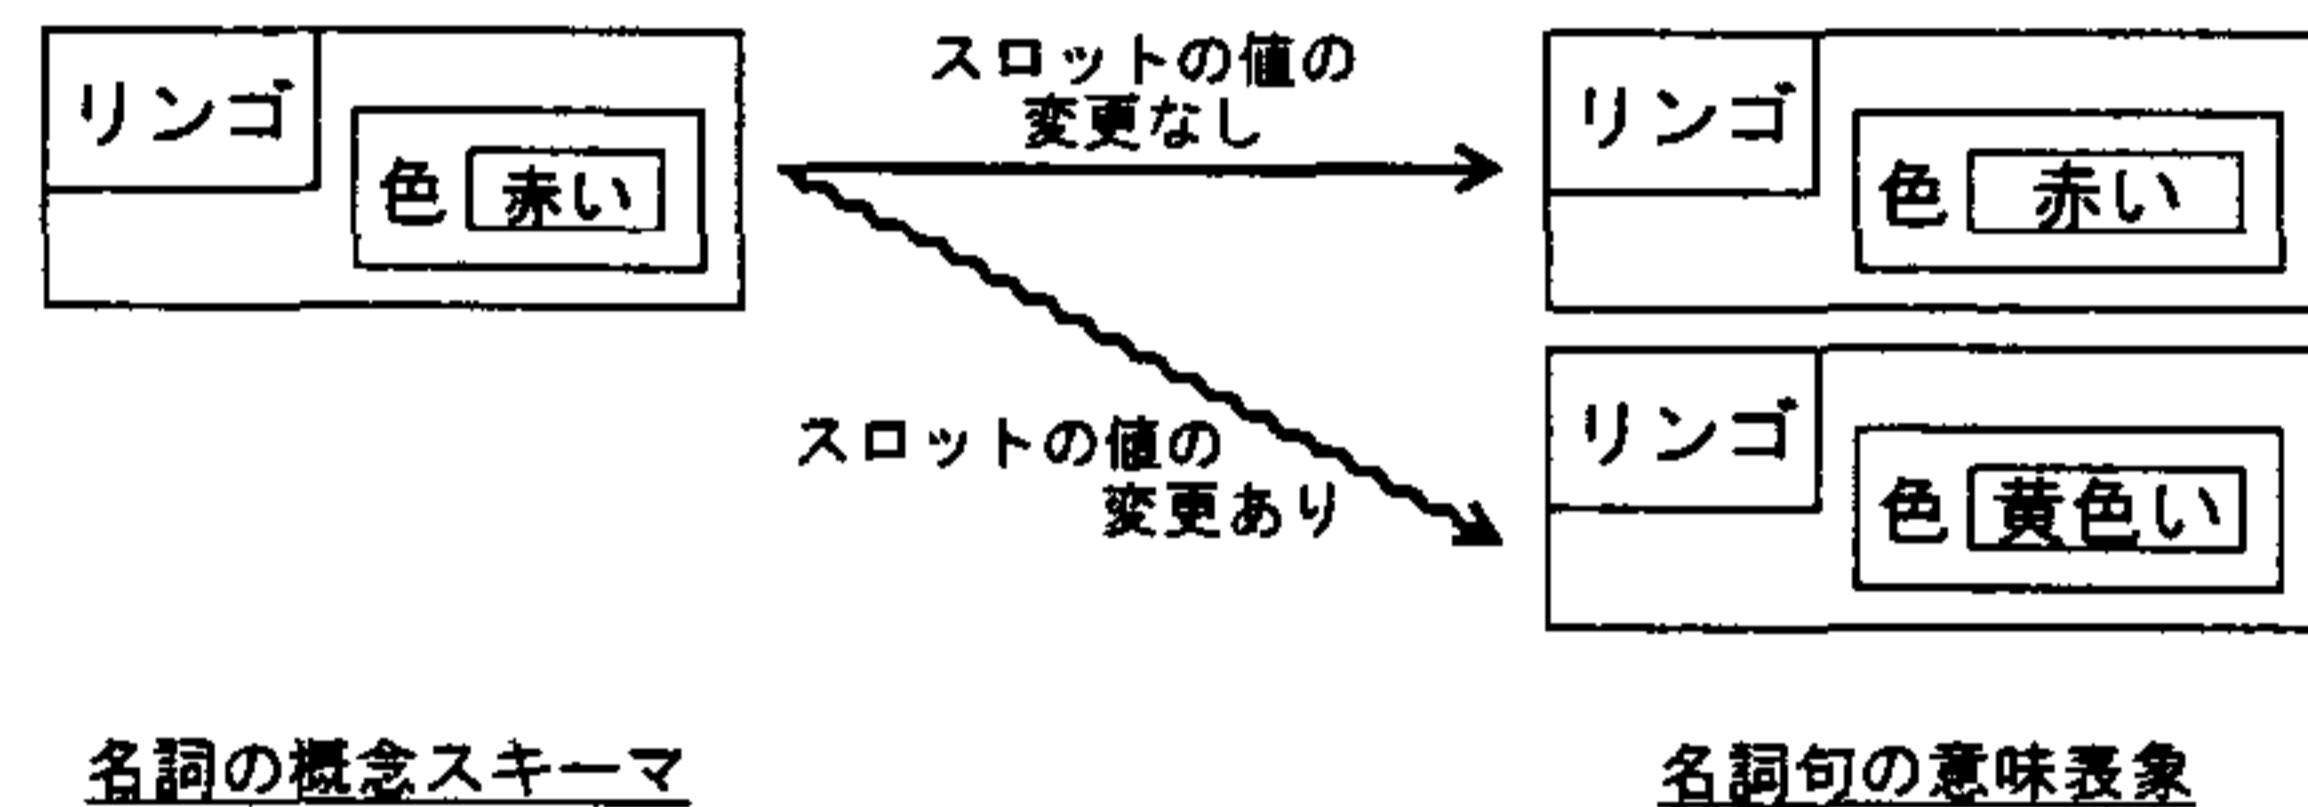 リンゴ
色 赤い
スロットの値の
変更なし
リンゴ
色 赤い
スロットの値の
変更あり
リンゴ
色 黄色い
名詞の概念スキーマ
名詞句の意味表象